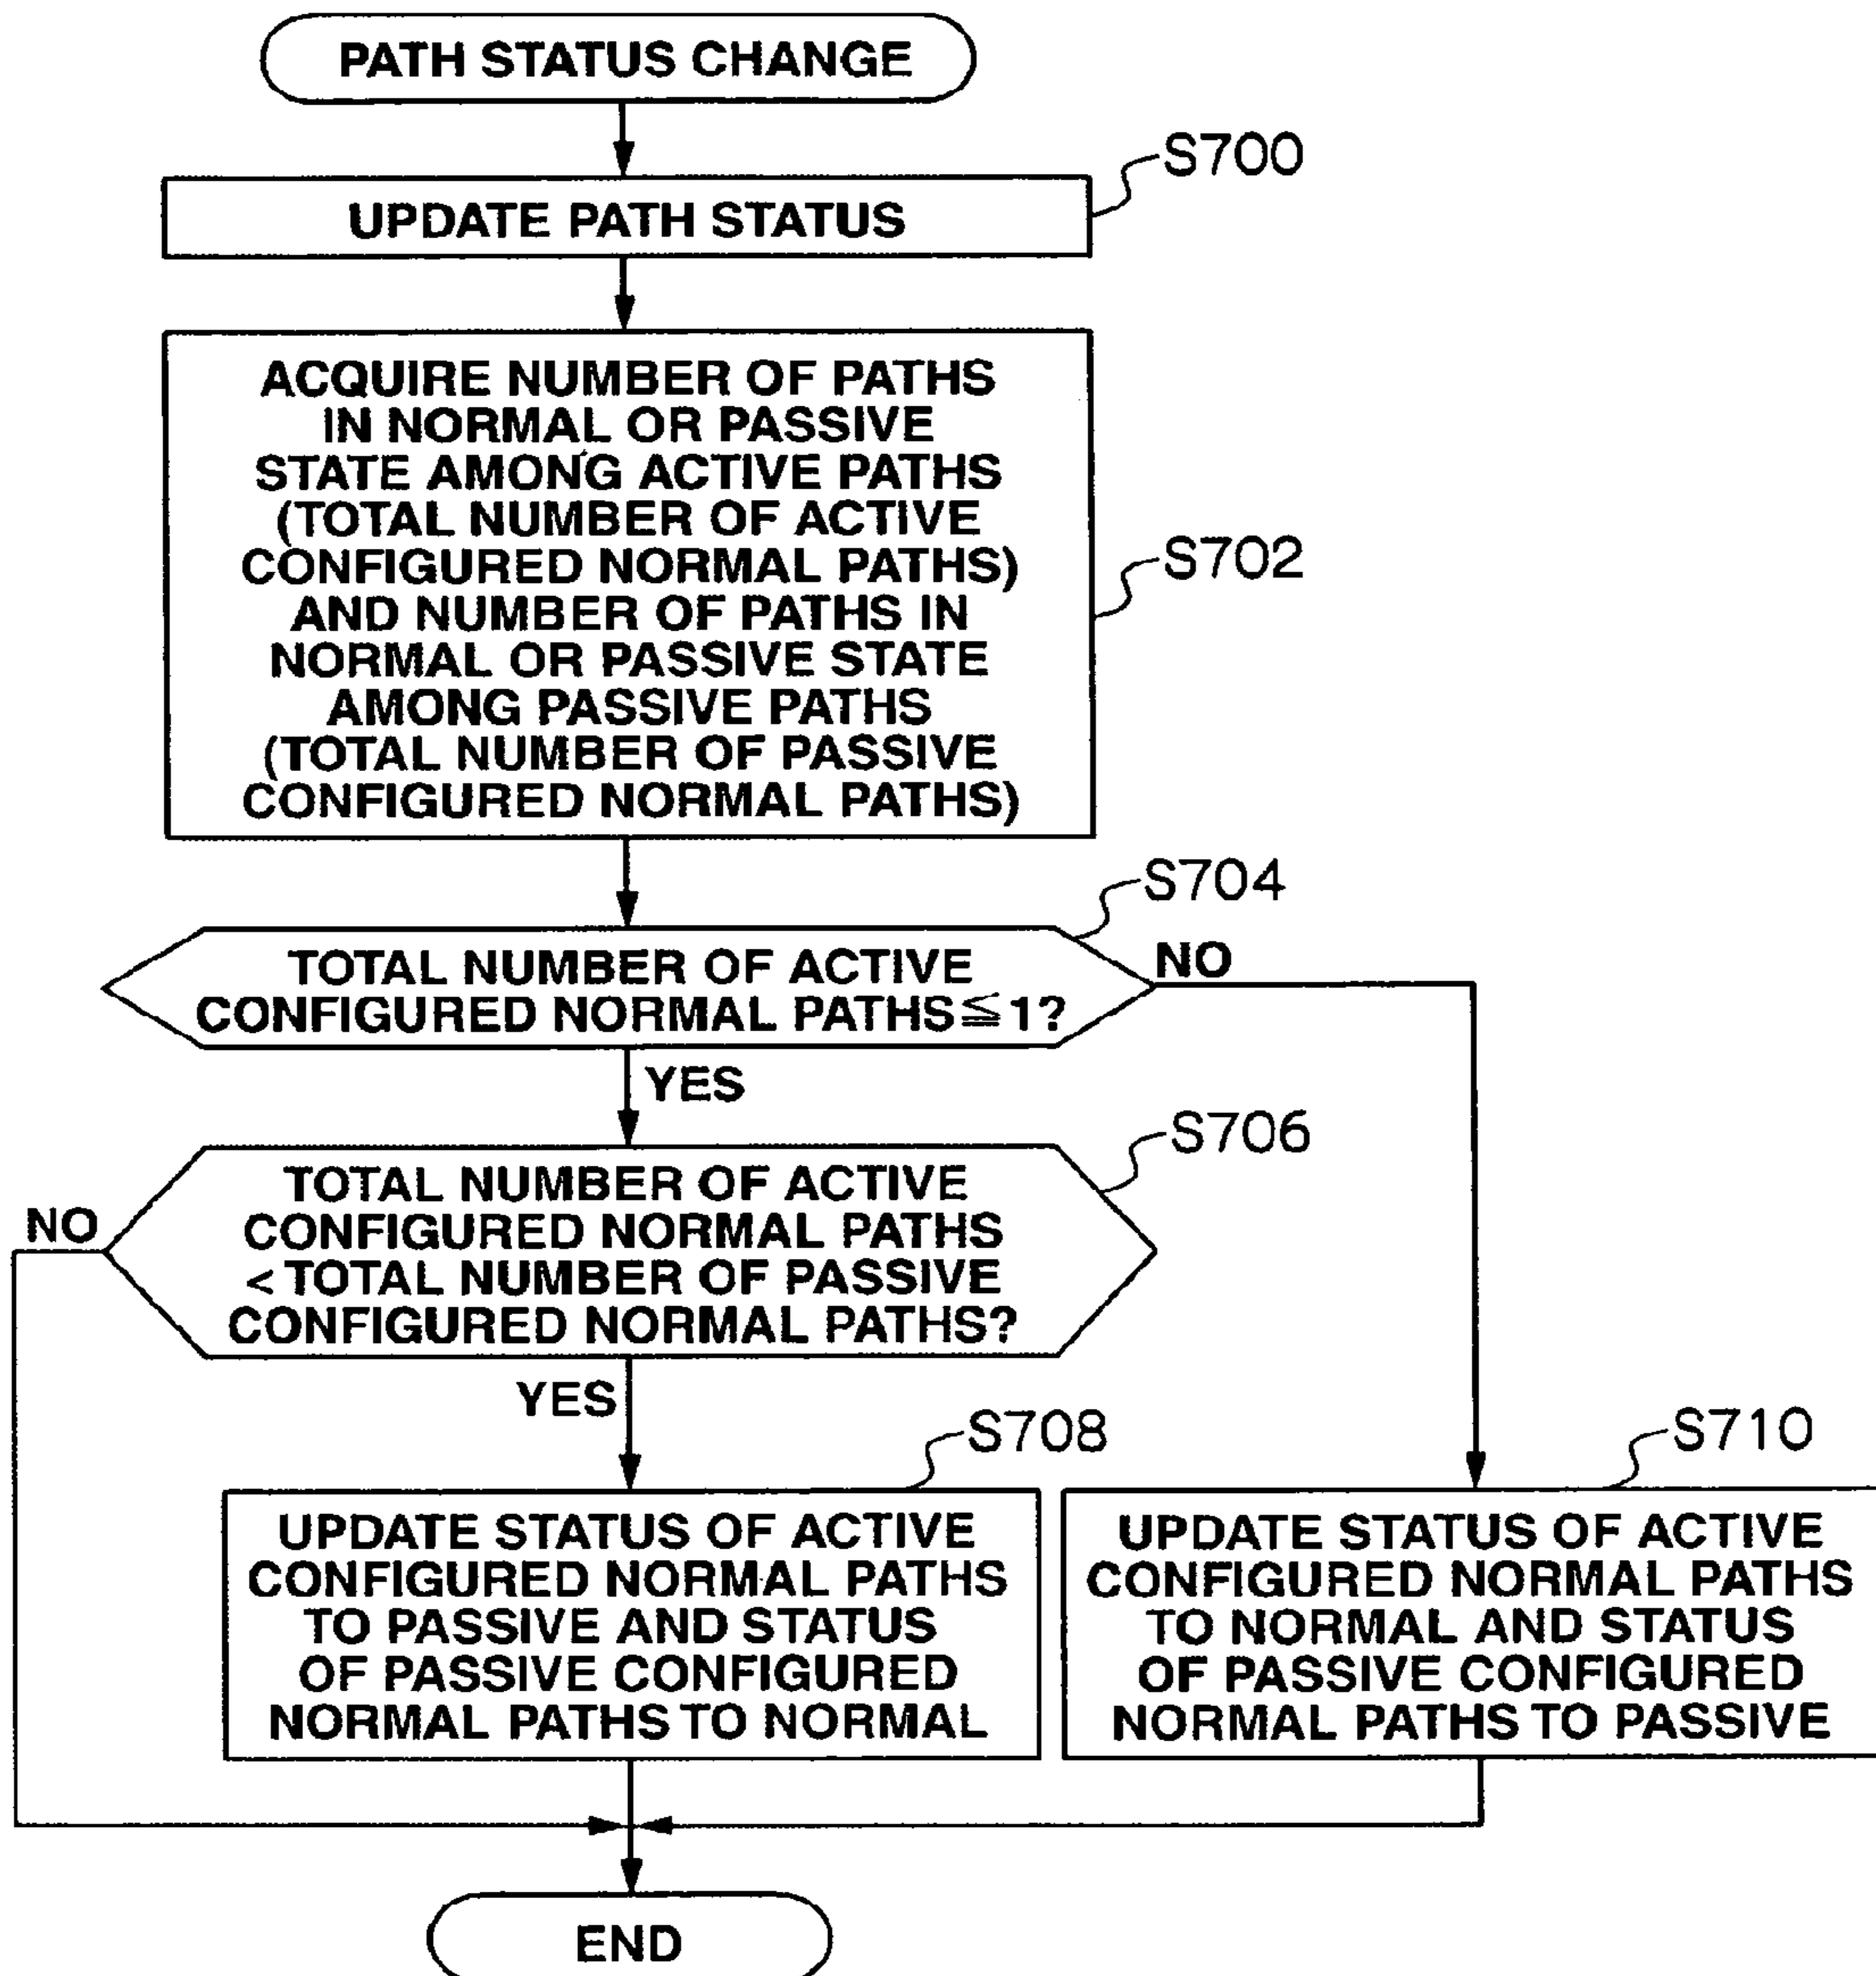 PATH STATUS CHANGE
S700
UPDATE PATH STATUS
ACQUIRE NUMBER OF PATHS
IN NORMAL OR PASSIVE
STATE AMONG ACTIVE PATHS
(TOTAL NUMBER OF ACTIVE
CONFIGURED NORMAL PATHS)
AND NUMBER OF PATHS IN
NORMAL OR PASSIVE STATE
AMONG PASSIVE PATHS
(TOTAL NUMBER OF PASSIVE
CONFIGURED NORMAL PATHS)
S702
S704
TOTAL NUMBER OF ACTIVE
CONFIGURED NORMAL PATHS≦1?
NO
YES
S706
TOTAL NUMBER OF ACTIVE
CONFIGURED NORMAL PATHS
< TOTAL NUMBER OF PASSIVE
CONFIGURED NORMAL PATHS?
NO
YES
S708
UPDATE STATUS OF ACTIVE
CONFIGURED NORMAL PATHS
TO PASSIVE AND STATUS
OF PASSIVE CONFIGURED
NORMAL PATHS TO NORMAL
S710
UPDATE STATUS OF ACTIVE
CONFIGURED NORMAL PATHS
TO NORMAL AND STATUS
OF PASSIVE CONFIGURED
NORMAL PATHS TO PASSIVE
END